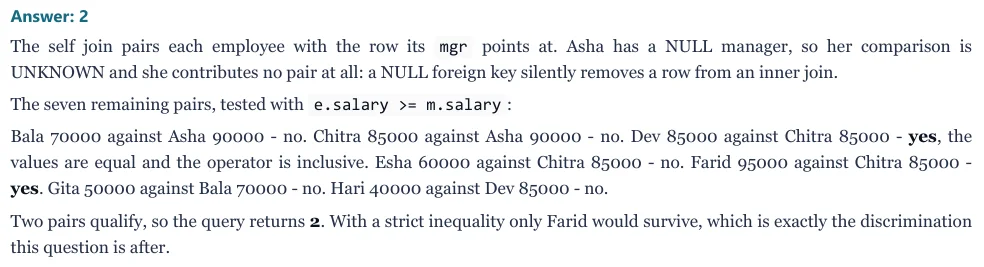 Answer: 2
The self join pairs each employee with the row its mgr points at. Asha has a NULL manager, so her comparison is
UNKNOWN and she contributes no pair at all: a NULL foreign key silently removes a row from an inner join.
The seven remaining pairs, tested with e.salary >= m.salary :
Bala 70000 against Asha 90000 - no. Chitra 85000 against Asha 90000 - no. Dev 85000 against Chitra 85000 - yes, the
values are equal and the operator is inclusive. Esha 60000 against Chitra 85000 - no. Farid 95000 against Chitra 85000 -
yes. Gita 50000 against Bala 70000 - no. Hari 40000 against Dev 85000 - no.
Two pairs qualify, so the query returns 2. With a strict inequality only Farid would survive, which is exactly the discrimination
this question is after.